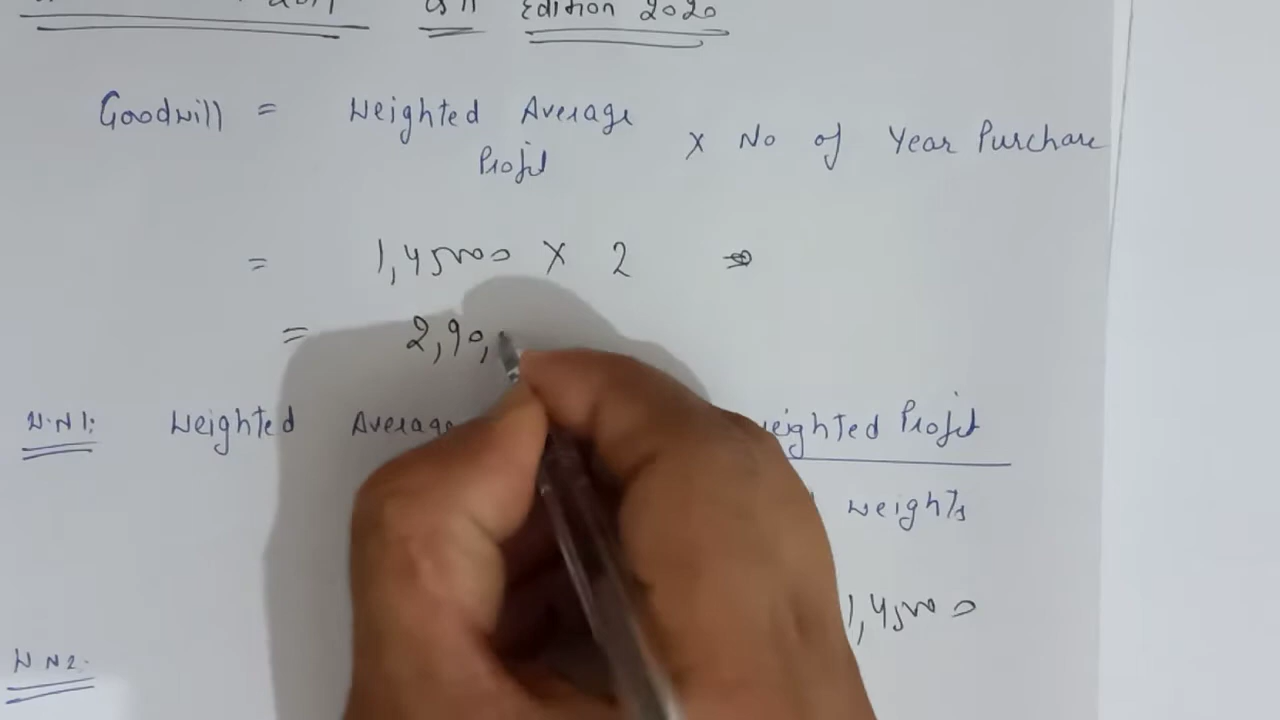 Edition 2020
Goodwill = Weighted Average Profit x No of Year Purchase
= 1,45000 x 2
= 2,90,
W.N 1: Weighted Average Weighted Profit
weights
1,45000
W N 2.